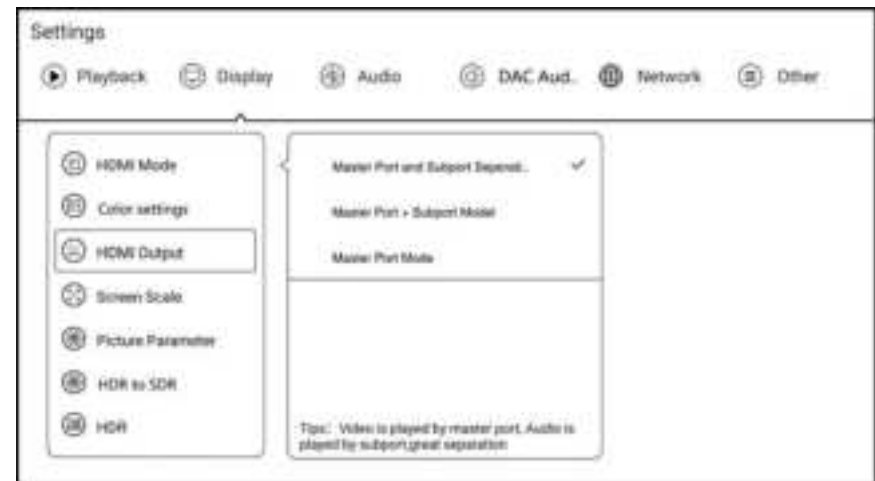 Settings
Playback Display Audio DAC Aud.. Network Other
HDMI Mode
Color settings
HDMI Output
Screen Scale
Picture Parameter
HDR to SDR
HDR
Master Port and Subport Seperat..
Master Port + Subport Model
Master Port Mode
Tips: Video is played by master port, Audio is
played by subport,great separation